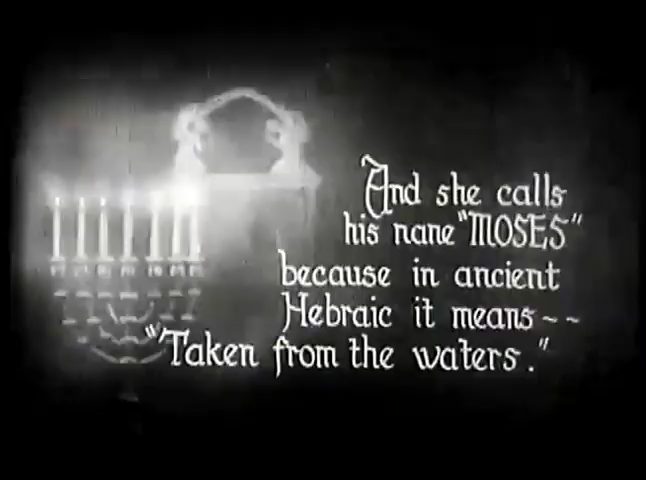 And she calls
his nane "MOSES"
because in ancient
Hebraic it means--
"Taken from the waters."